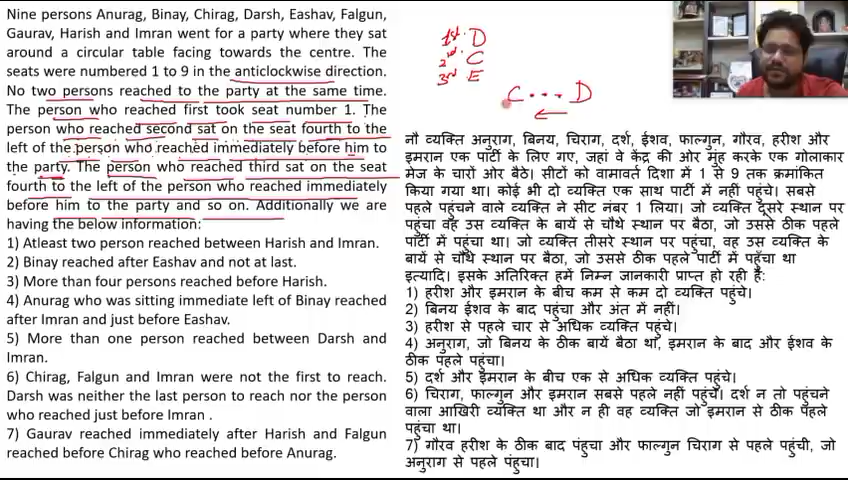 Nine persons Anurag, Binay, Chirag, Darsh, Eashav, Falgun,
Gaurav, Harish and Imran went for a party where they sat
around a circular table facing towards the centre. The
seats were numbered 1 to 9 in the anticlockwise direction.
No two persons reached to the party at the same time.
The person who reached first took seat number 1. The
person who reached second sat on the seat fourth to the
left of the person who reached immediately before him to
the party. The person who reached third sat on the seat
fourth to the left of the person who reached immediately
before him to the party and so on. Additionally we are
having the below information:
1) Atleast two person reached between Harish and Imran.
2) Binay reached after Eashav and not at last.
3) More than four persons reached before Harish.
4) Anurag who was sitting immediate left of Binay reached
after Imran and just before Eashav.
5) More than one person reached between Darsh and
Imran.
6) Chirag, Falgun and Imran were not the first to reach.
Darsh was neither the last person to reach nor the person
who reached just before Imran .
7) Gaurav reached immediately after Harish and Falgun
reached before Chirag who reached before Anurag.
1st. D
2nd. C
3rd E
C • • • D
नौ व्यक्ति अनुराग, बिनय, चिराग, दर्श, ईशव, फाल्गुन, गौरव, हरीश और
इमरान एक पार्टी के लिए गए, जहां वे केंद्र की ओर मुंह करके एक गोलाकार
मेज के चारों ओर बैठे। सीटों को वामावर्त दिशा में 1 से 9 तक क्रमांकित
किया गया था। कोई भी दो व्यक्ति एक साथ पार्टी में नहीं पहुंचे। सबसे
पहले पहुंचने वाले व्यक्ति ने सीट नंबर 1 लिया। जो व्यक्ति दूसरे स्थान पर
पहुंचा वह उस व्यक्ति के बायें से चौथे स्थान पर बैठा, जो उससे ठीक पहले
पार्टी में पहुंचा था। जो व्यक्ति तीसरे स्थान पर पहुंचा, वह उस व्यक्ति के
बायें से चौथे स्थान पर बैठा, जो उससे ठीक पहले पार्टी में पहुँचा था
इत्यादि। इसके अतिरिक्त हमें निम्न जानकारी प्राप्त हो रही है:
1) हरीश और इमरान के बीच कम से कम दो व्यक्ति पहुंचे।
2) बिनय ईशव के बाद पहुंचा और अंत में नहीं।
3) हरीश से पहले चार से अधिक व्यक्ति पहुंचे।
4) अनुराग, जो बिनय के ठीक बायें बैठा था, इमरान के बाद और ईशव के
ठीक पहले पहुंचा।
5) दर्श और इमरान के बीच एक से अधिक व्यक्ति पहुंचे।
6) चिराग, फाल्गुन और इमरान सबसे पहले नहीं पहुंचे। दर्श न तो पहुंचने
वाला आखिरी व्यक्ति था और न ही वह व्यक्ति जो इमरान से ठीक पहले
पहुंचा था।
7) गौरव हरीश के ठीक बाद पंहुचा और फाल्गुन चिराग से पहले पहुंची, जो
अनुराग से पहले पंहुचा।